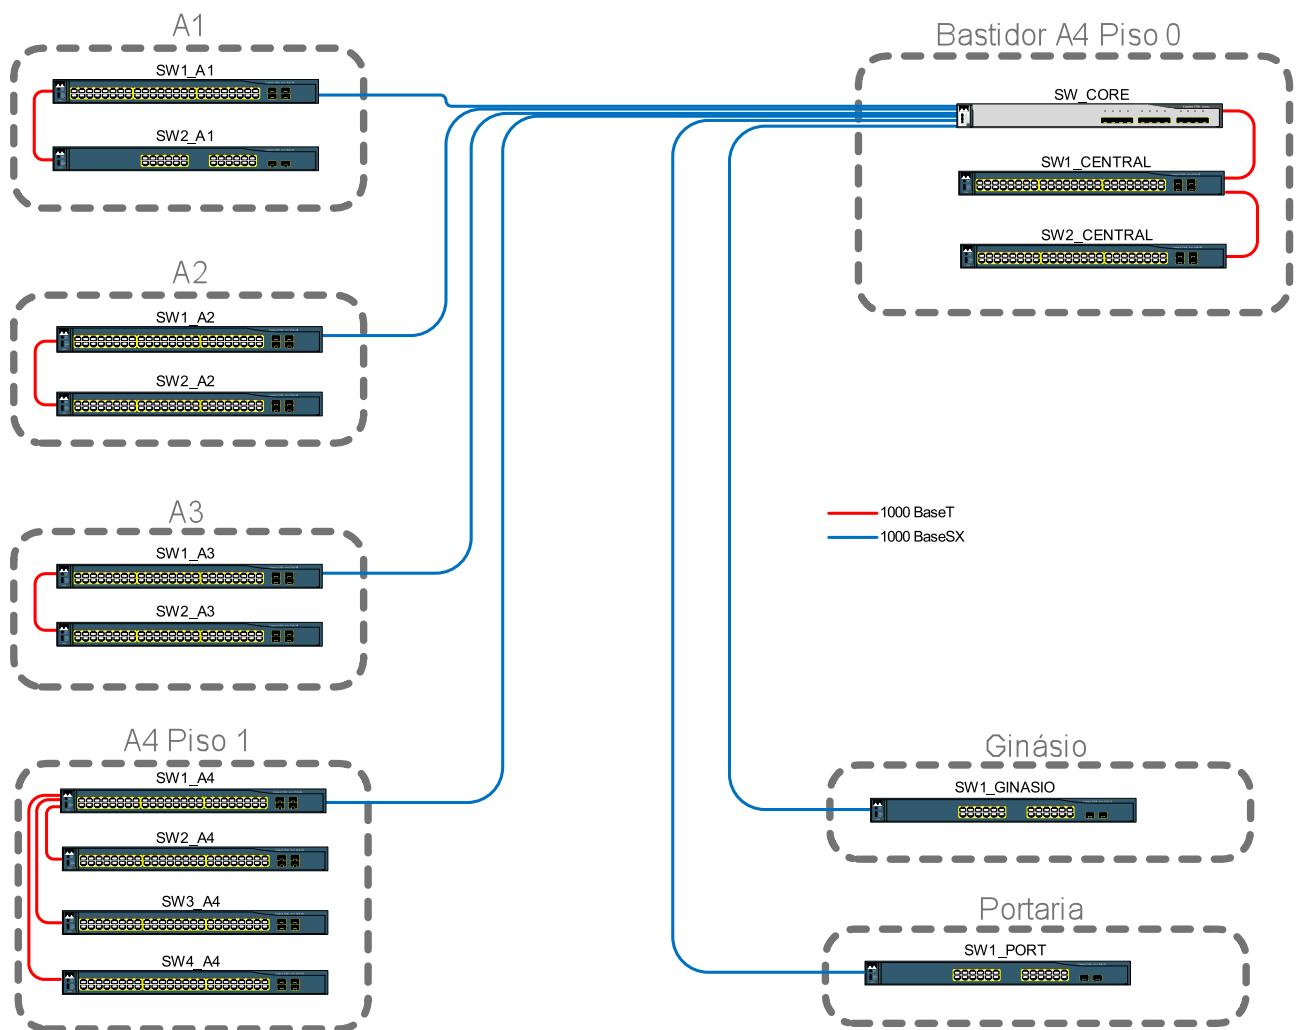 A1
SW1_A1
SW2_A1
A2
SW1_A2
SW2_A2
A3
SW1_A3
SW2_A3
A4 Piso 1
SW1_A4
SW2_A4
SW3_A4
SW4_A4
Bastidor A4 Piso 0
SW_CORE
SW1_CENTRAL
SW2_CENTRAL
1000 BaseT
1000 BaseSX
Ginásio
SW1_GINASIO
Portaria
SW1_PORT